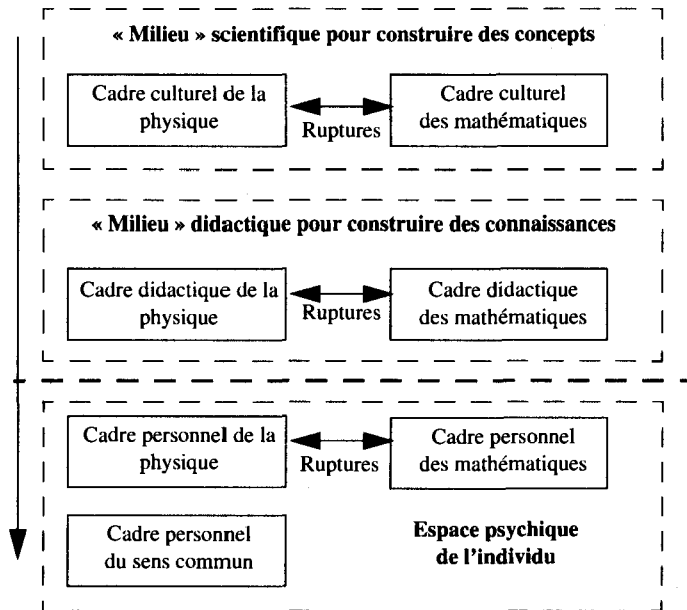 « Milieu » scientifique pour construire des concepts
Cadre culturel de la
physique
Ruptures
Cadre culturel
des mathématiques
« Milieu » didactique pour construire des connaissances
Cadre didactique de la
physique
Ruptures
Cadre didactique
des mathématiques
Cadre personnel de la
physique
Ruptures
Cadre personnel
des mathématiques
Cadre personnel
du sens commun
Espace psychique
de l'individu